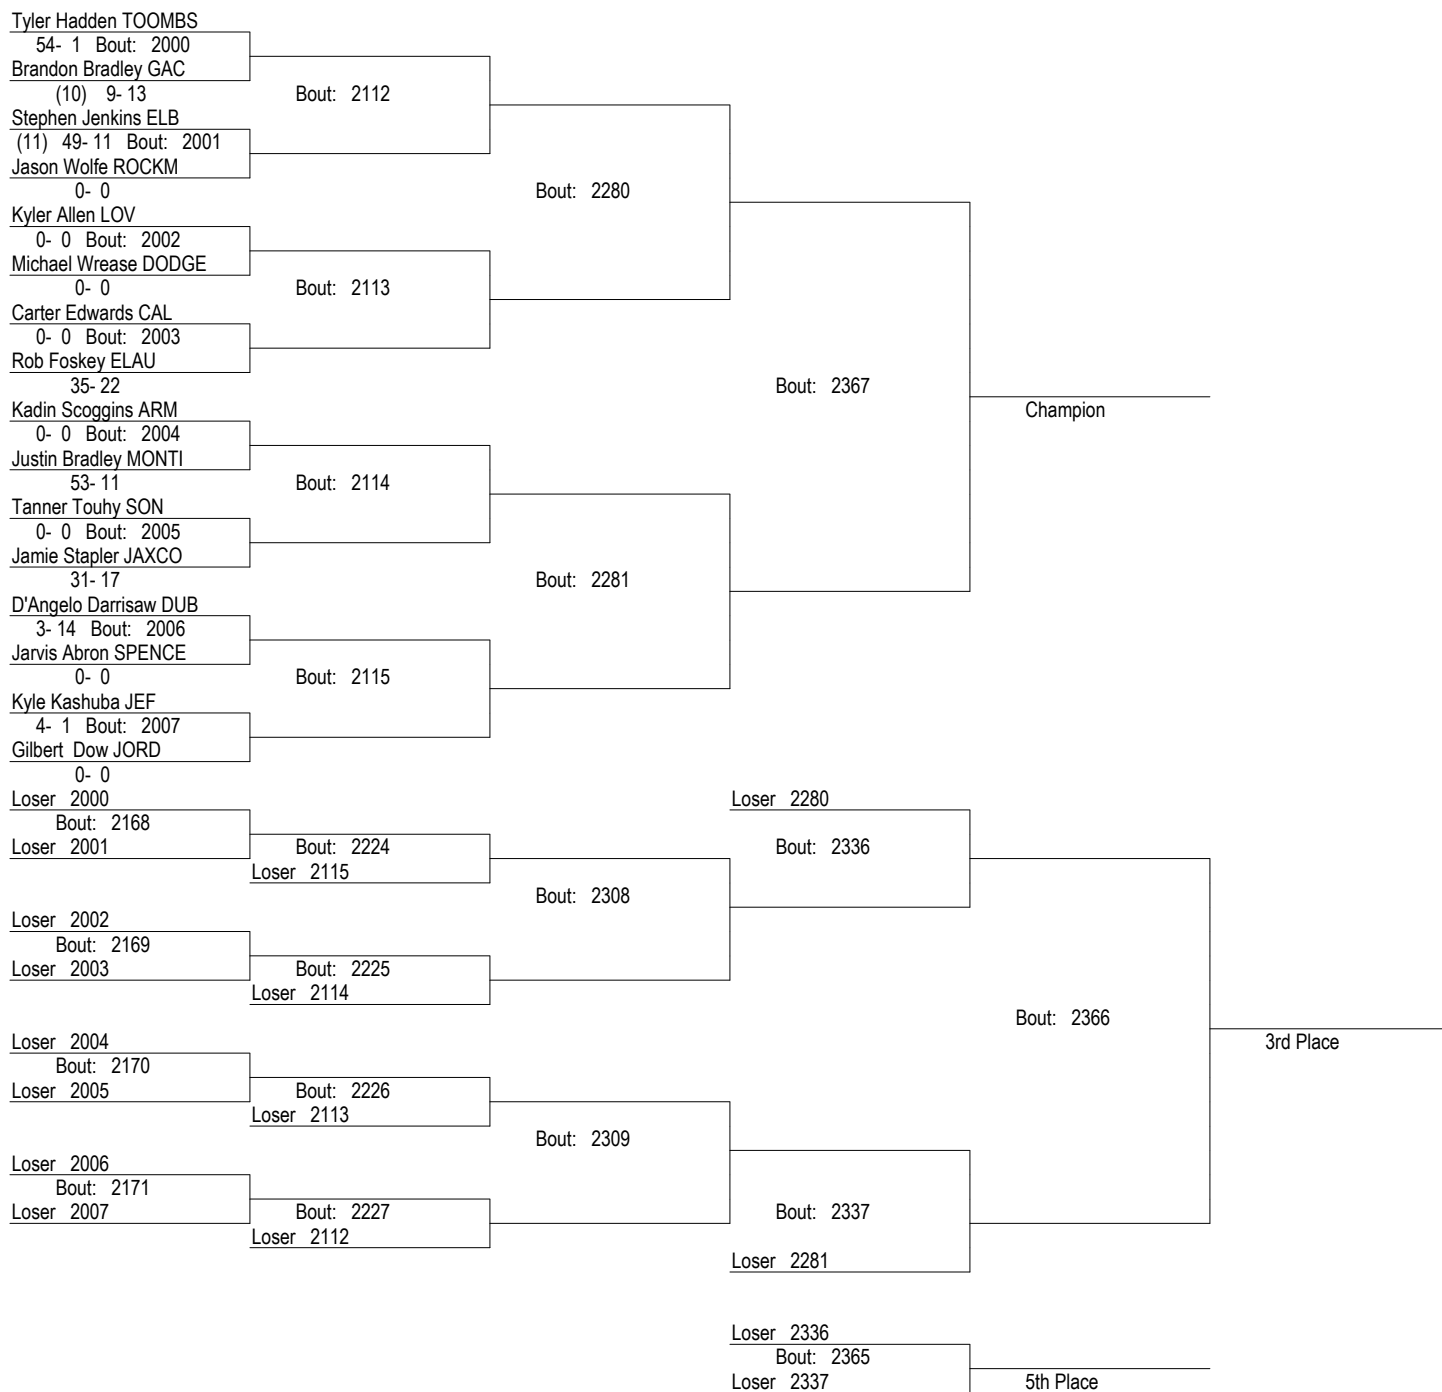 Tyler Hadden TOOMBS
54- 1 Bout: 2000
Brandon Bradley GAC
(10) 9- 13
Bout: 2112
Stephen Jenkins ELB
(11) 49- 11 Bout: 2001
Jason Wolfe ROCKM
0- 0
Bout: 2280
Kyler Allen LOV
0- 0 Bout: 2002
Michael Wrease DODGE
0- 0
Bout: 2113
Carter Edwards CAL
0- 0 Bout: 2003
Rob Foskey ELAU
35- 22
Bout: 2367
Champion
Kadin Scoggins ARM
0- 0 Bout: 2004
Justin Bradley MONTI
53- 11
Bout: 2114
Tanner Touhy SON
0- 0 Bout: 2005
Jamie Stapler JAXCO
31- 17
Bout: 2281
D'Angelo Darrisaw DUB
3- 14 Bout: 2006
Jarvis Abron SPENCE
0- 0
Bout: 2115
Kyle Kashuba JEF
4- 1 Bout: 2007
Gilbert Dow JORD
0- 0
Loser 2000
Bout: 2168
Loser 2001
Bout: 2224
Loser 2115
Bout: 2308
Loser 2280
Bout: 2336
Loser 2002
Bout: 2169
Loser 2003
Bout: 2225
Loser 2114
Bout: 2366
3rd Place
Loser 2004
Bout: 2170
Loser 2005
Bout: 2226
Loser 2113
Bout: 2309
Loser 2006
Bout: 2171
Loser 2007
Bout: 2227
Loser 2112
Bout: 2337
Loser 2281
Loser 2336
Bout: 2365
Loser 2337
5th Place